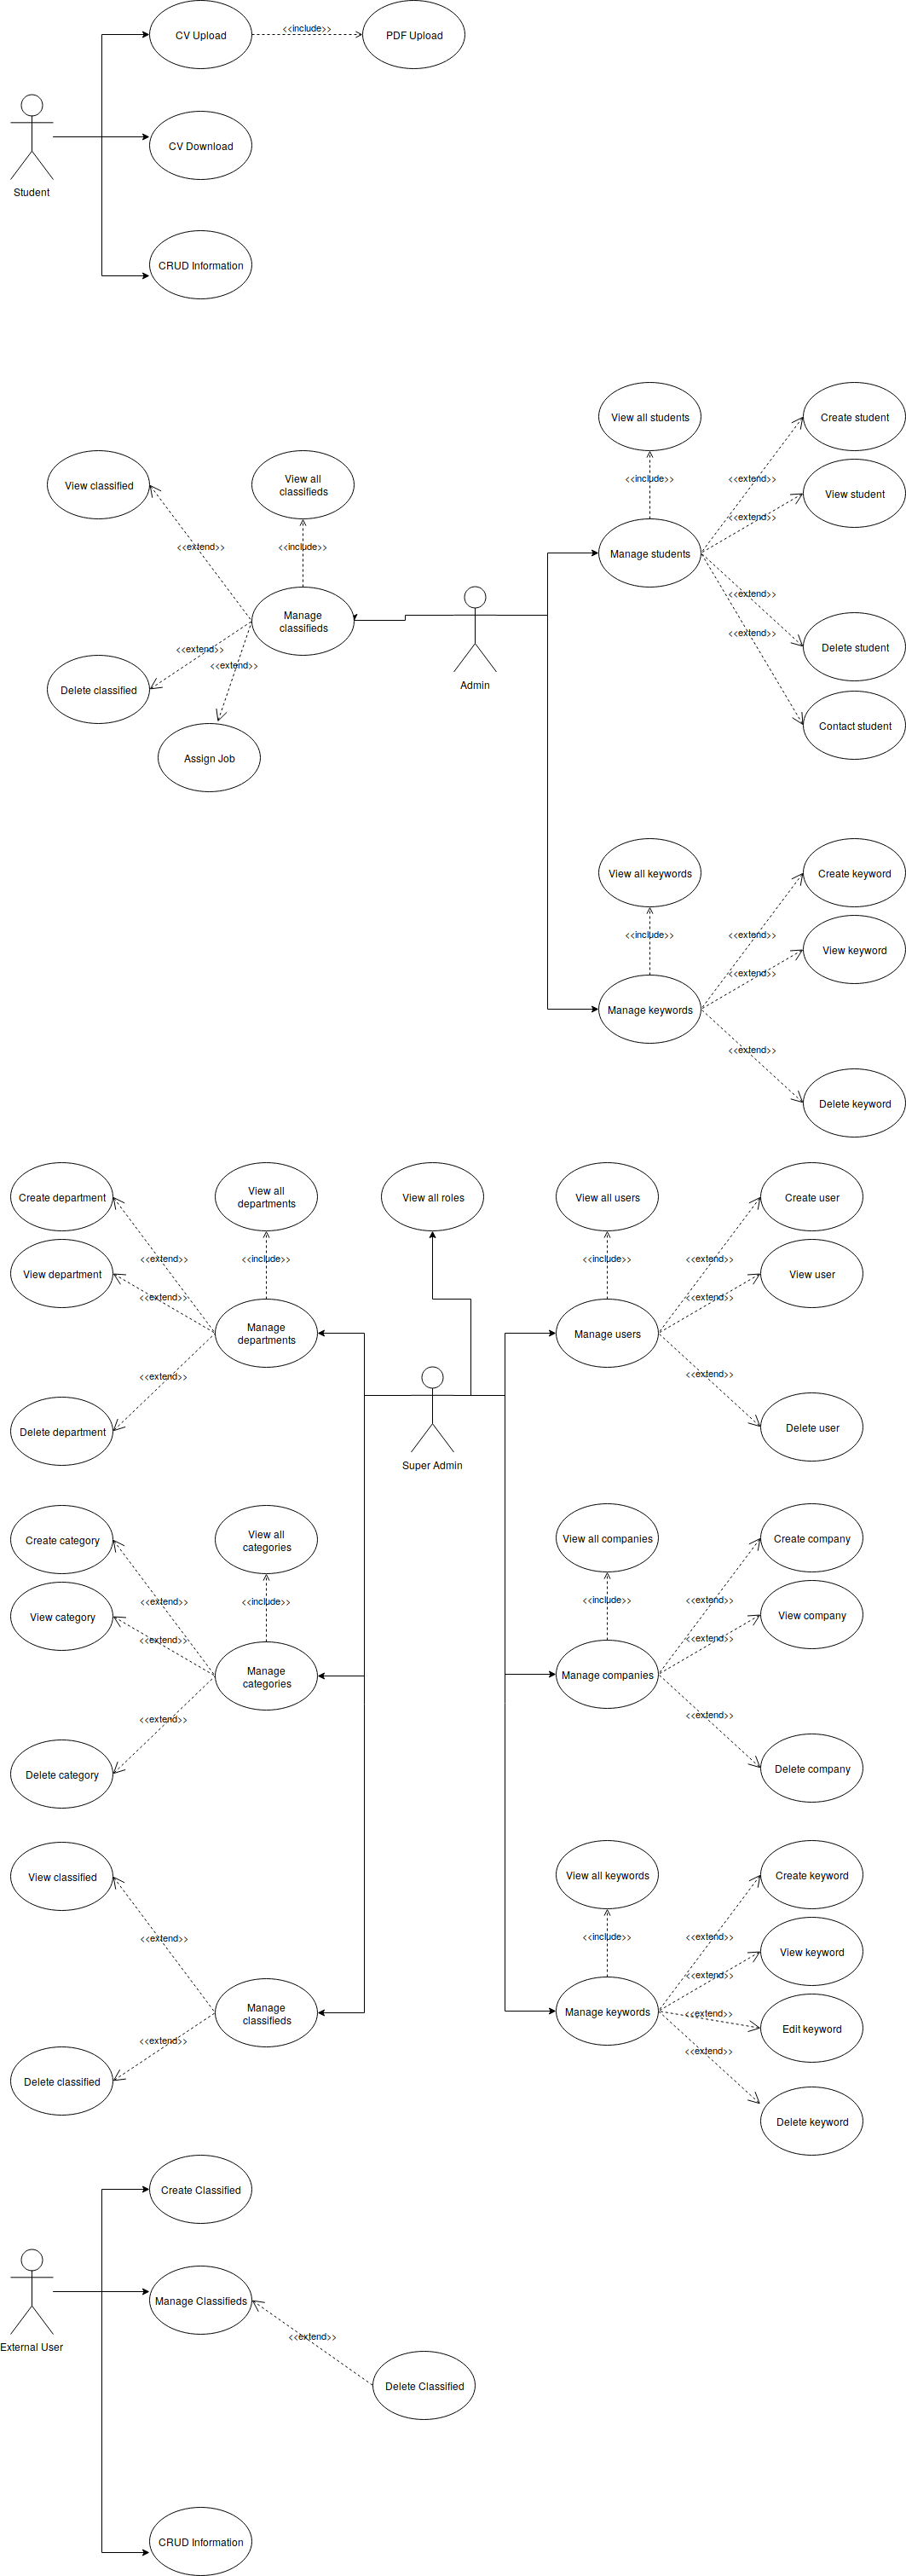 CV Upload
<<include>>
PDF Upload
CV Download
Student
CRUD Information
View all students
Create student
View classified
View all
classifieds
<<include>>
<<extend>>
View student
<<extend>>
<<extend>>
<<include>>
Manage students
<<extend>>
Manage
classifieds
<<extend>>
<<extend>>
<<extend>>
<<extend>>
Delete student
Admin
Delete classified
Contact student
Assign Job
View all keywords
Create keyword
<<include>>
<<extend>>
View keyword
<<extend>>
Manage keywords
<<extend>>
Delete keyword
Create department
View all
departments
View all roles
View all users
Create user
<<extend>>
<<include>>
<<include>>
<<extend>>
View department
View user
<<extend>>
<<extend>>
Manage
departments
Manage users
<<extend>>
<<extend>>
Delete department
Delete user
Super Admin
Create category
View all
categories
View all companies
Create company
<<extend>>
<<include>>
<<include>>
<<extend>>
View category
View company
<<extend>>
<<extend>>
Manage
categories
Manage companies
<<extend>>
<<extend>>
Delete category
Delete company
View classified
View all keywords
Create keyword
<<extend>>
<<include>>
<<extend>>
View keyword
<<extend>>
Manage
classifieds
Manage keywords
<<extend>>
Edit keyword
<<extend>>
<<extend>>
Delete classified
Delete keyword
Create Classified
Manage Classifieds
<<extend>>
External User
Delete Classified
CRUD Information